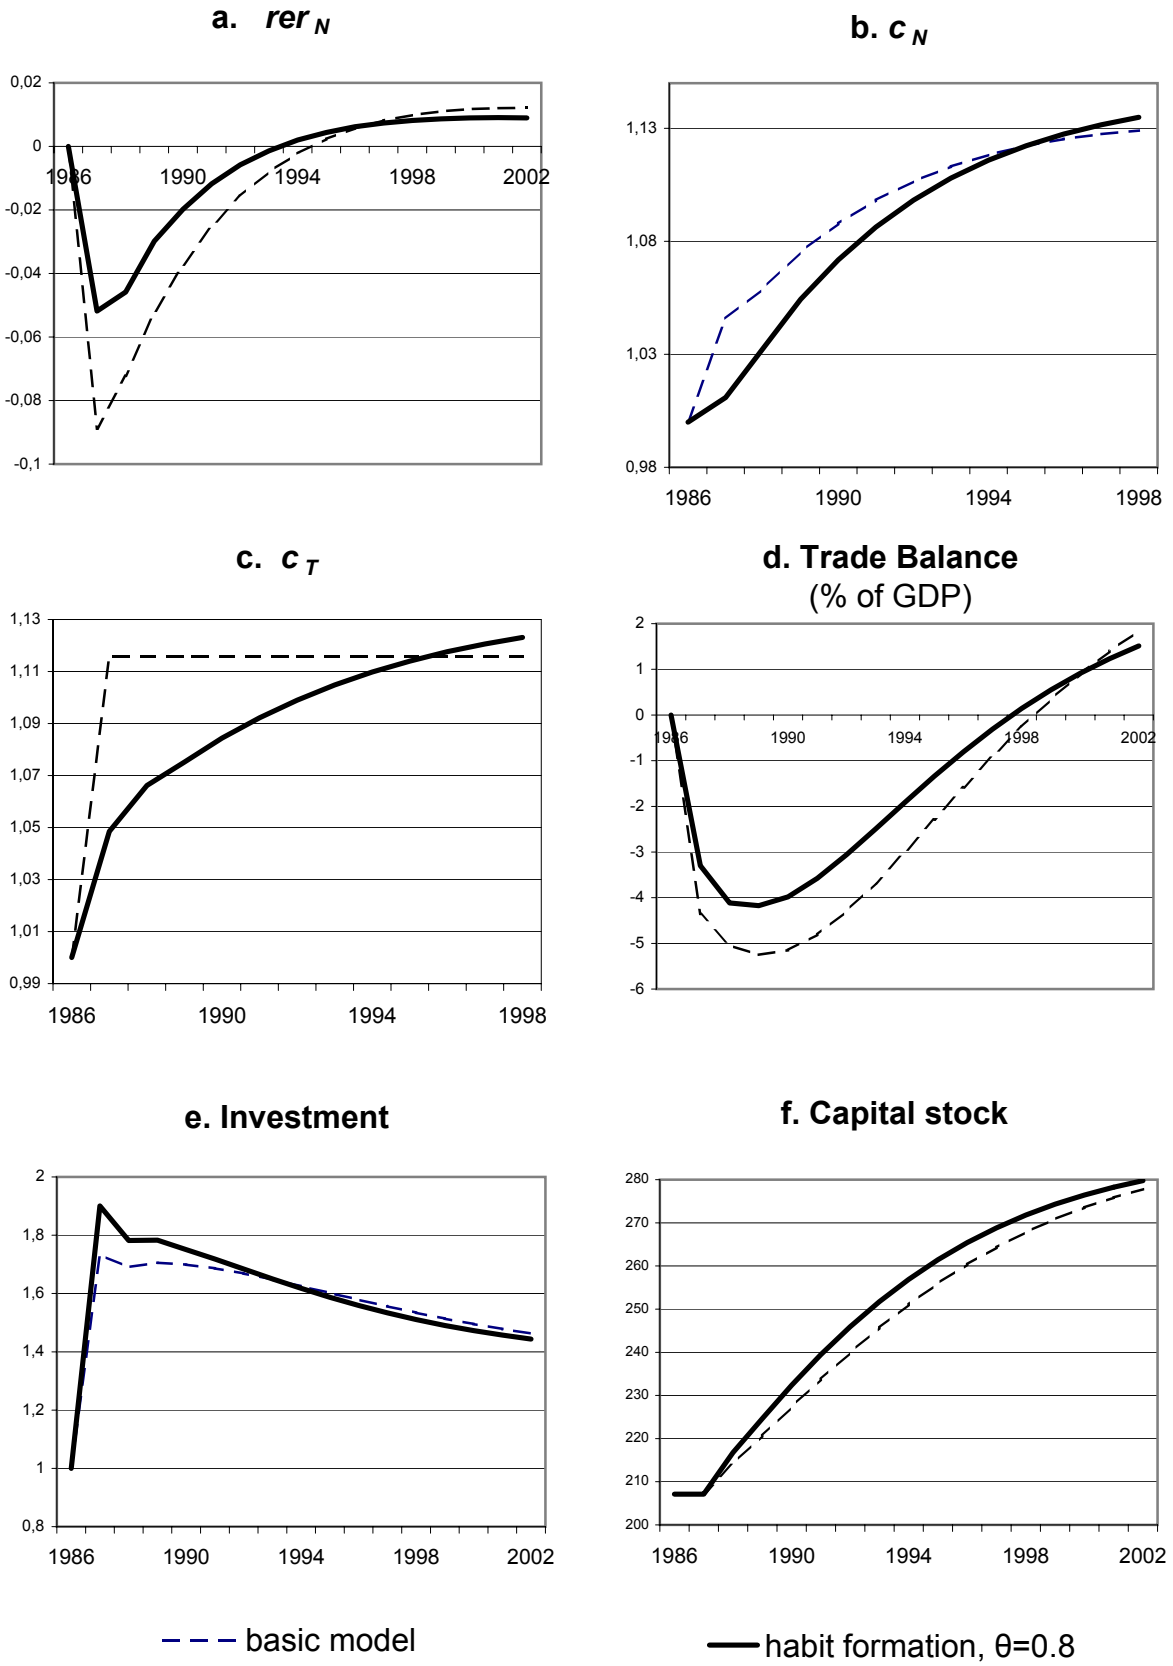 a. rer N
0,02
0
-0,02
-0,04
-0,06
-0,08
-0,1
1986 1990 1994 1998 2002
b. c N
1,13
1,08
1,03
0,98
1986 1990 1994 1998
c. c T
1,13
1,11
1,09
1,07
1,05
1,03
1,01
0,99
1986 1990 1994 1998
d. Trade Balance
(% of GDP)
2
1
0
-1
-2
-3
-4
-5
-6
1986 1990 1994 1998 2002
e. Investment
2
1,8
1,6
1,4
1,2
1
0,8
1986 1990 1994 1998 2002
f. Capital stock
280
270
260
250
240
230
220
210
200
1986 1990 1994 1998 2002
basic model
habit formation, θ=0.8